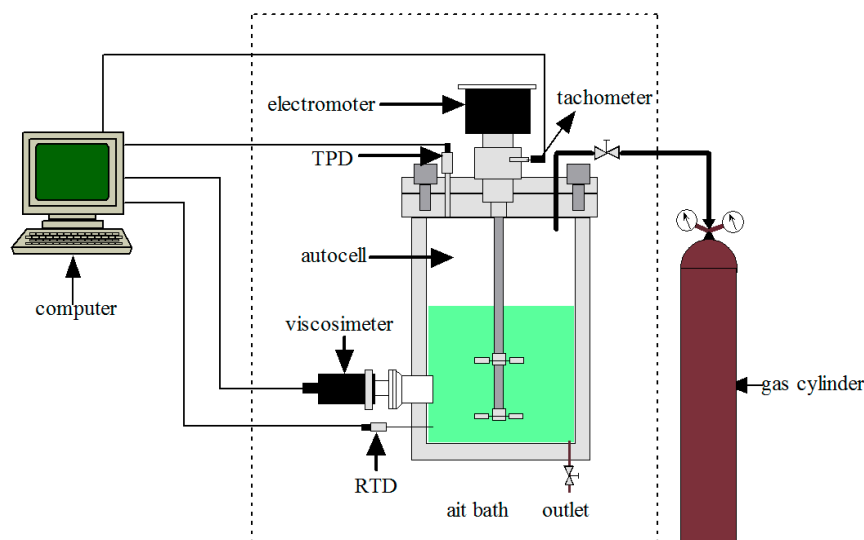 electromoter
tachometer
TPD
autocell
computer
viscosimeter
gas cylinder
RTD
ait bath
outlet